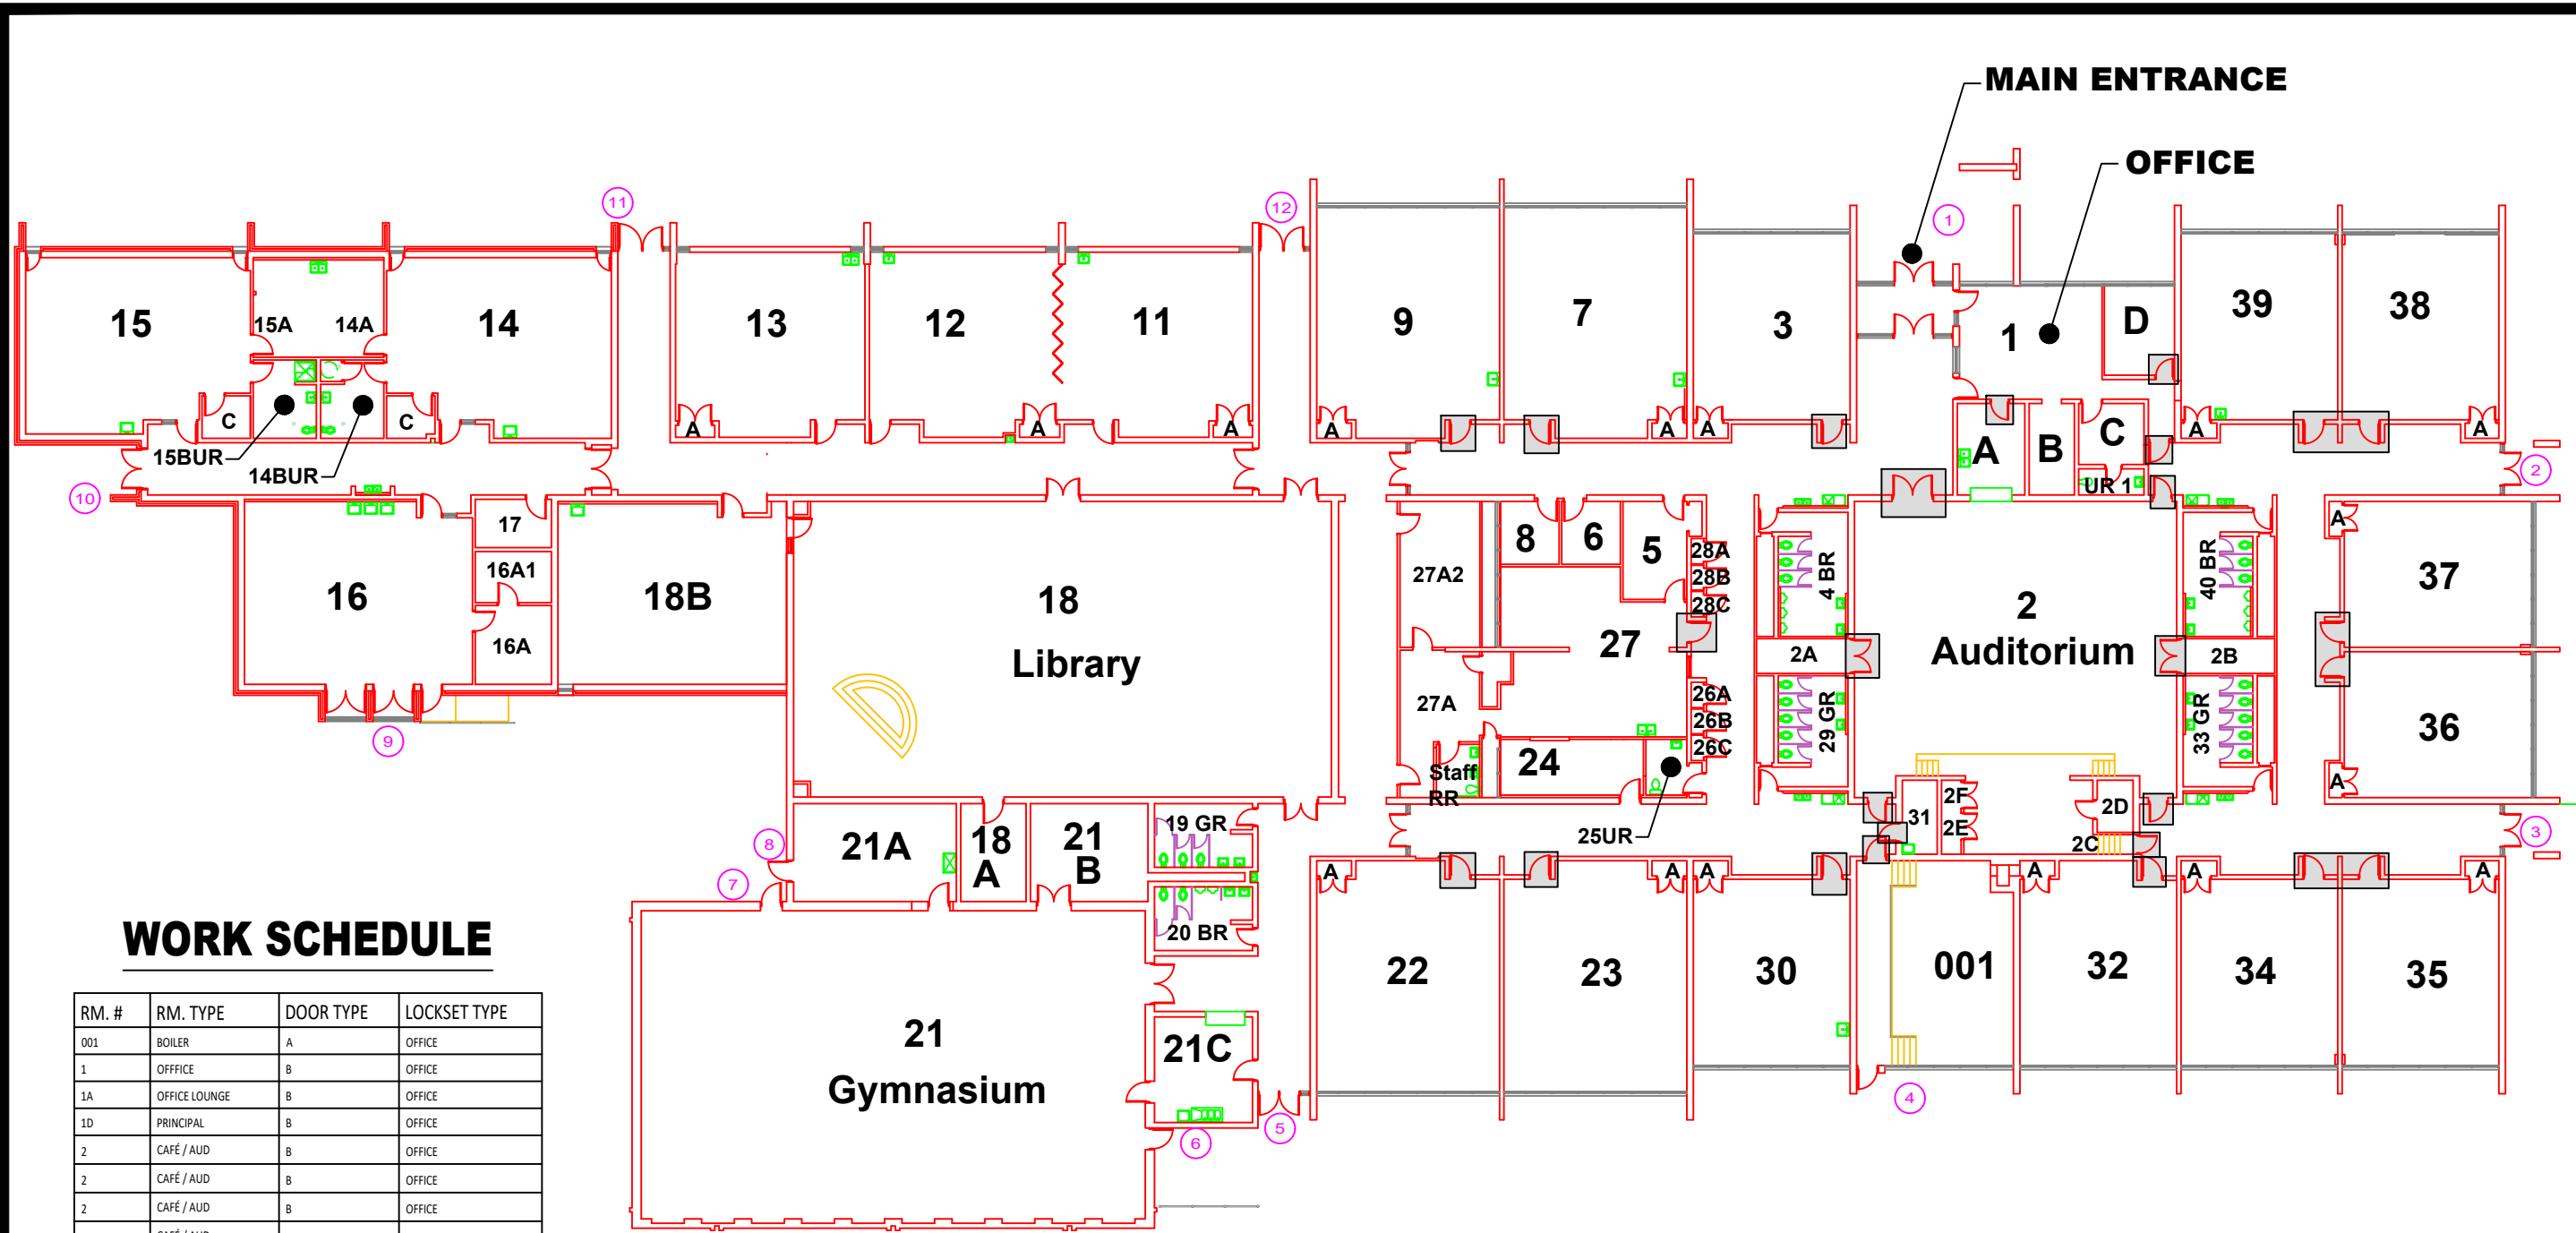 MAIN ENTRANCE
OFFICE
11
12
1
15
15A
14A
14
13
12
11
9
7
3
1
D
39
38
C
C
A
A
A
A
A
A
A
B
C
A
A
15BUR
14BUR
UR 1
10
2
17
16A1
16
16A
18B
18
Library
27A2
8
6
5
28A
28B
28C
27
27A
26A
26B
26C
24
Staff
RR
25UR
4 BR
2A
29 GR
2
Auditorium
40 BR
2B
33 GR
A
37
36
A
9
31
2F
2E
2D
2C
3
8
7
21A
18
A
21
B
19 GR
20 BR
A
A
A
A
A
A
22
23
30
001
32
34
35
21
Gymnasium
21C
6
5
4
WORK SCHEDULE
RM. # RM. TYPE DOOR TYPE LOCKSET TYPE
001 BOILER A OFFICE
1 OFFFICE B OFFICE
1A OFFICE LOUNGE B OFFICE
1D PRINCIPAL B OFFICE
2 CAFÉ / AUD B OFFICE
2 CAFÉ / AUD B OFFICE
2 CAFÉ / AUD B OFFICE